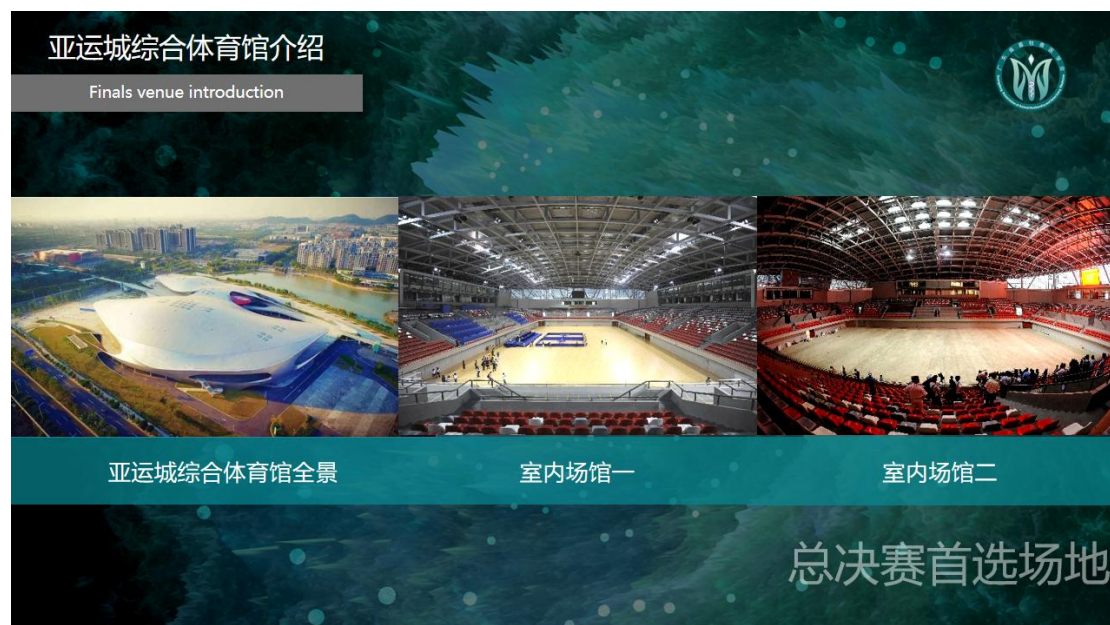 亚运城综合体育馆介绍
Finals venue introduction
亚运城综合体育馆全景
室内场馆一
室内场馆二
总决赛首选场地